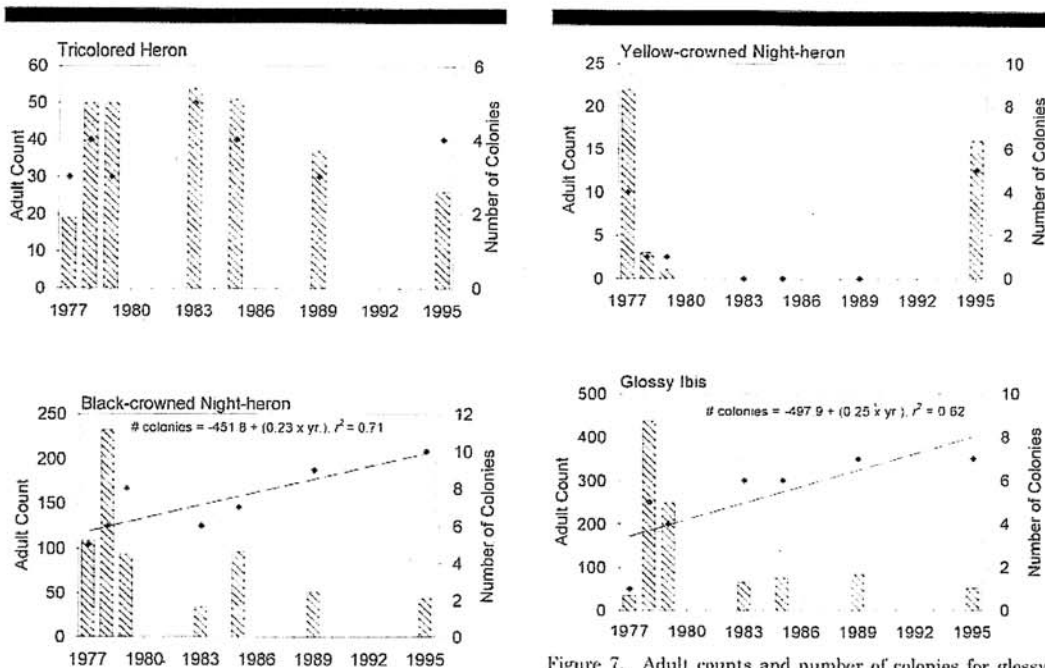 Tricolored Heron
60
50
40
30
20
10
0
Adult Count
6
4
2
0
Number of Colonies
1977 1980 1983 1986 1989 1992 1995
Yellow-crowned Night-heron
25
20
15
10
5
0
Adult Count
10
8
6
4
2
0
Number of Colonies
1977 1980 1983 1986 1989 1992 1995
Black-crowned Night-heron
# colonies = -451.8 + (0.23 x yr.), r² = 0.71
250
200
150
100
50
0
Adult Count
12
10
8
6
4
2
0
Number of Colonies
1977 1980 1983 1986 1989 1992 1995
Glossy Ibis
# colonies = -497.9 + (0.25 x yr.), r² = 0.62
500
400
300
200
100
0
Adult Count
10
8
6
4
2
0
Number of Colonies
1977 1980 1983 1986 1989 1992 1995
Figure 7. Adult counts and number of colonies for glossy